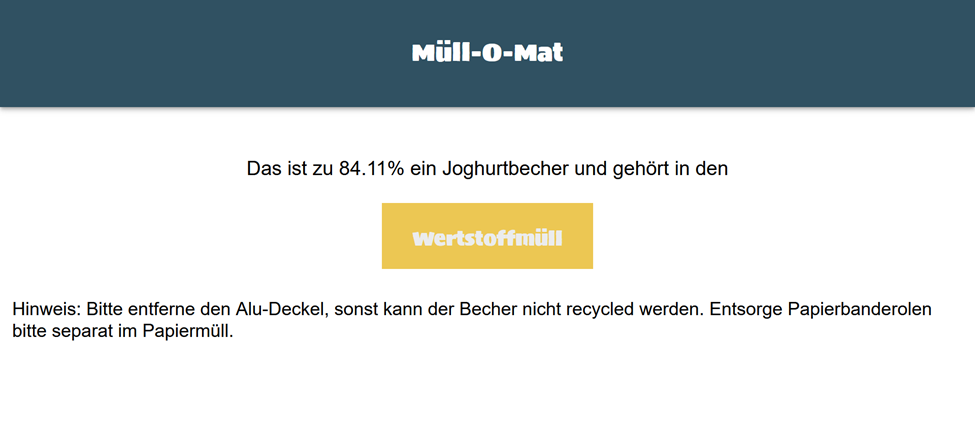 Müll-O-Mat
Das ist zu 84.11% ein Joghurtbecher und gehört in den
Wertstoffmüll
Hinweis: Bitte entferne den Alu-Deckel, sonst kann der Becher nicht recycled werden. Entsorge Papierbanderolen
bitte separat im Papiermüll.